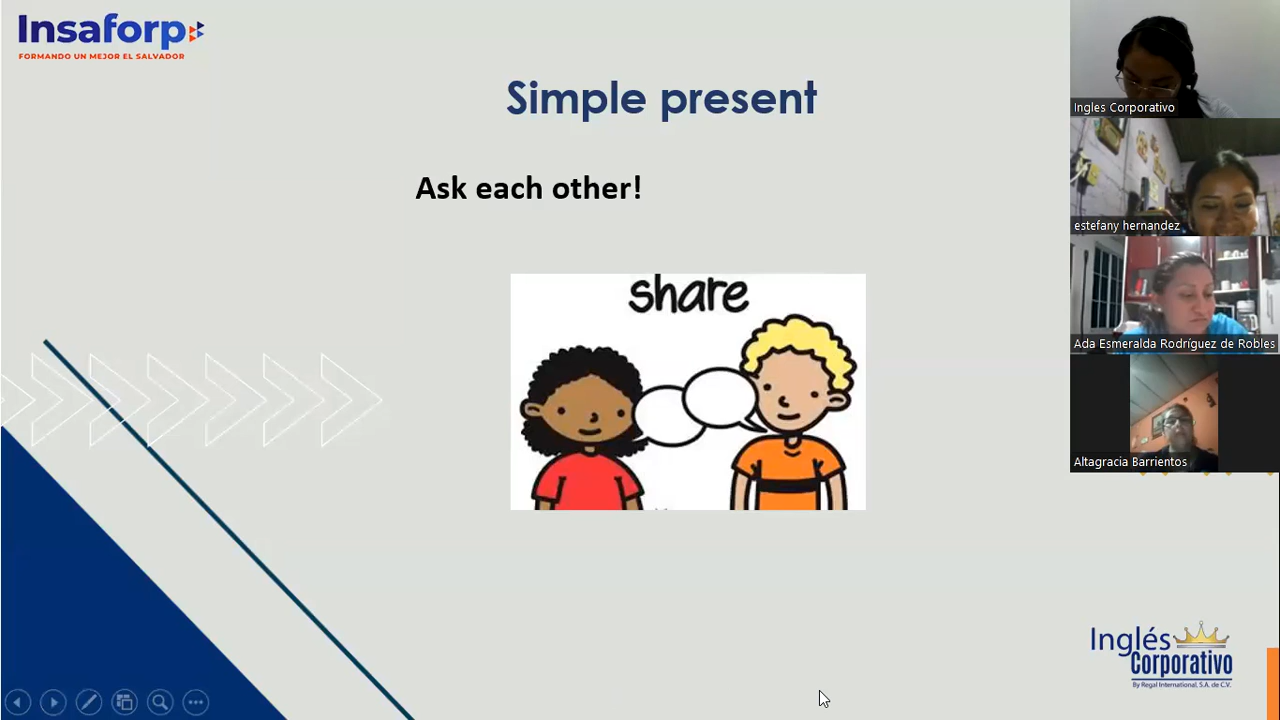 Insaforp
FORMANDO UN MEJOR EL SALVADOR
Simple present
Ask each other!
share
Ingles Corporativo
estefany hernandez
Ada Esmeralda Rodríguez de Robles
Altagracia Barrientos
Inglés
Corporativo
By Regal International, S.A. de C.V.